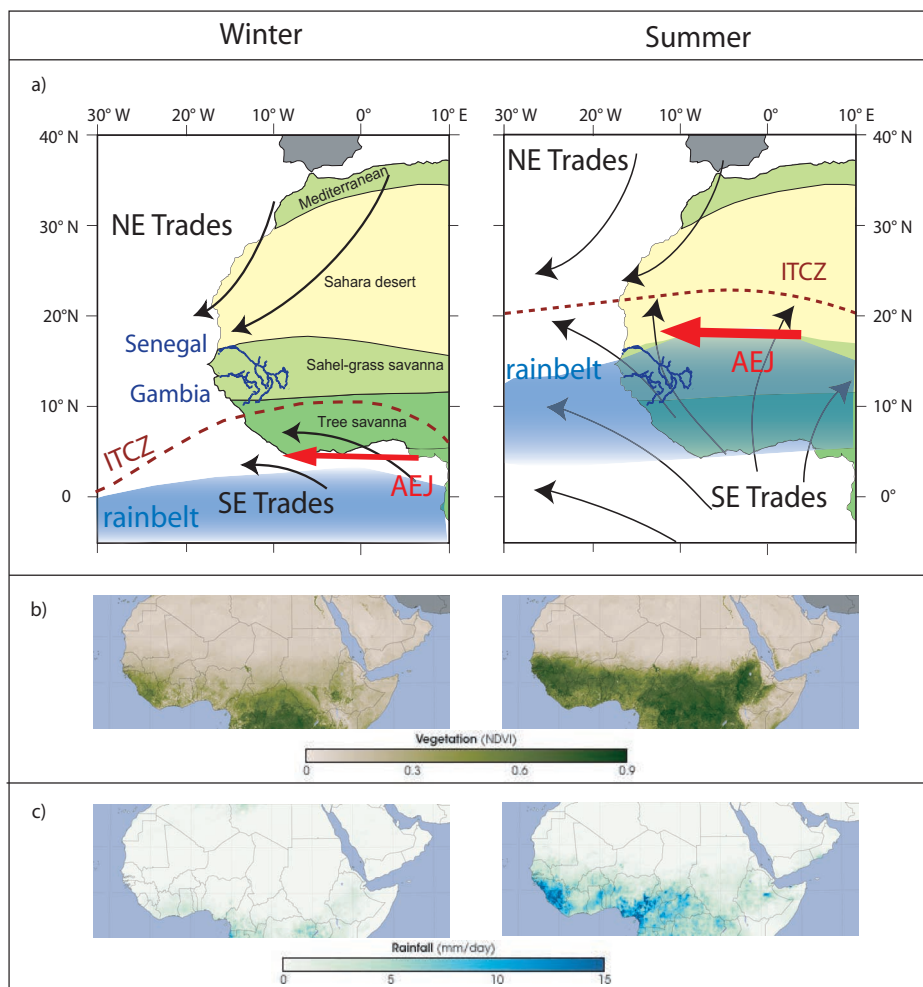 Winter
Summer
a)
30° W 20° W 10° W 0° 10° E
30° W 20° W 10° W 0° 10° E
40° N
30° N
20° N
10° N
0
NE Trades
Mediterranean
Sahara desert
Senegal
Sahel-grass savanna
Gambia
Tree savanna
ITCZ
AEJ
SE Trades
rainbelt
NE Trades
ITCZ
AEJ
rainbelt
SE Trades
40° N
30° N
20° N
10° N
0°
b)
Vegetation (NDVI)
0 0.3 0.6 0.9
c)
Rainfall (mm/day)
0 5 10 15